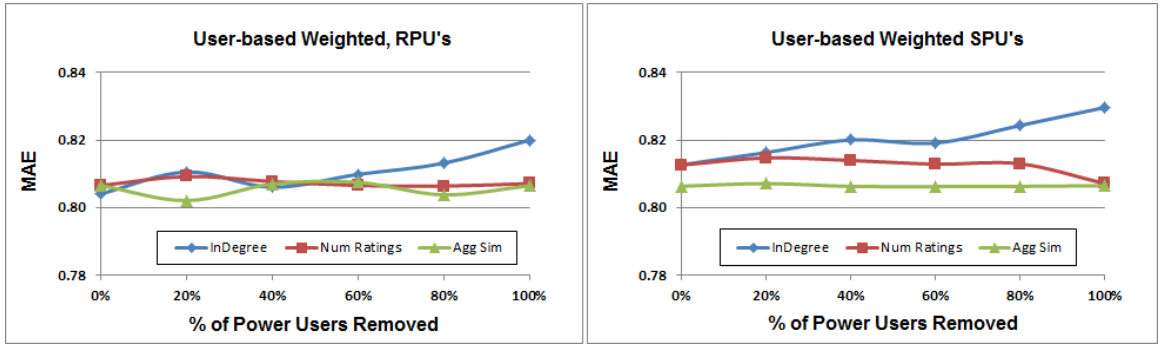 User-based Weighted, RPU's
MAE
0.84
0.82
0.80
0.78
InDegree Num Ratings Agg Sim
0% 20% 40% 60% 80% 100%
% of Power Users Removed
User-based Weighted SPU's
MAE
0.84
0.82
0.80
0.78
InDegree Num Ratings Agg Sim
0% 20% 40% 60% 80% 100%
% of Power Users Removed